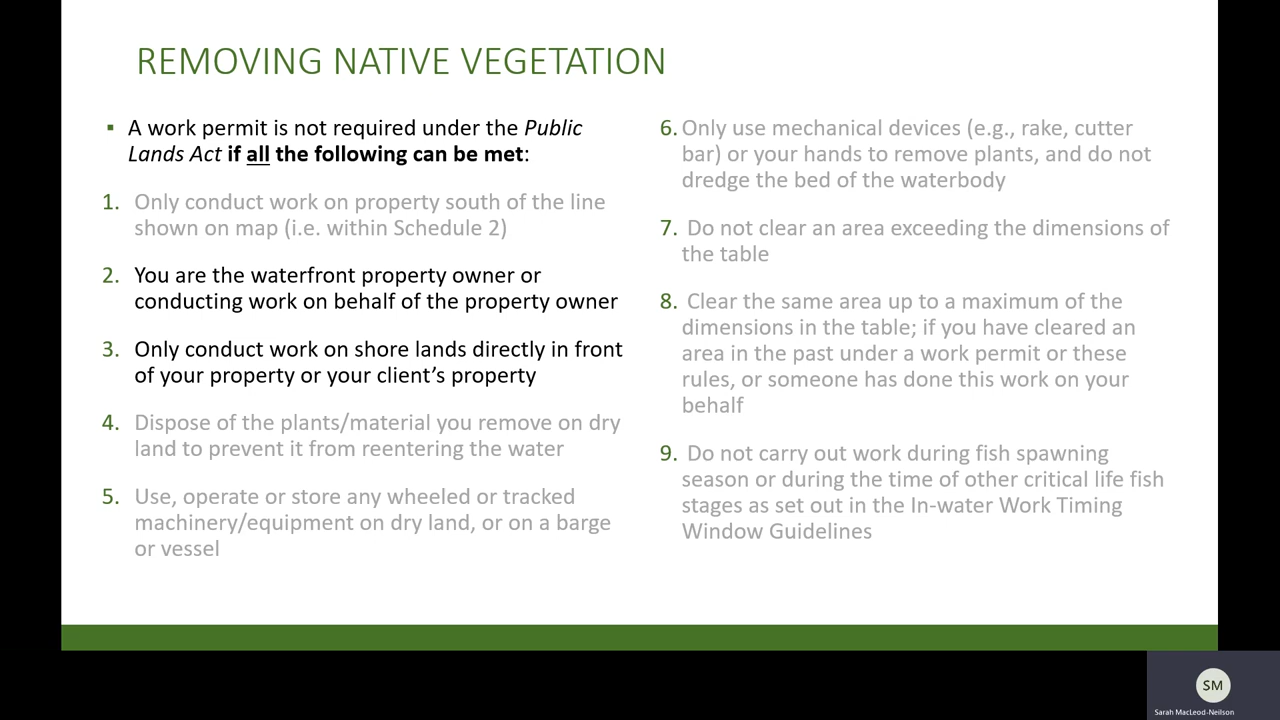 REMOVING NATIVE VEGETATION
▪ A work permit is not required under the Public
Lands Act if all the following can be met:
1. Only conduct work on property south of the line
shown on map (i.e. within Schedule 2)
2. You are the waterfront property owner or
conducting work on behalf of the property owner
3. Only conduct work on shore lands directly in front
of your property or your client’s property
4. Dispose of the plants/material you remove on dry
land to prevent it from reentering the water
5. Use, operate or store any wheeled or tracked
machinery/equipment on dry land, or on a barge
or vessel
6. Only use mechanical devices (e.g., rake, cutter
bar) or your hands to remove plants, and do not
dredge the bed of the waterbody
7. Do not clear an area exceeding the dimensions of
the table
8. Clear the same area up to a maximum of the
dimensions in the table; if you have cleared an
area in the past under a work permit or these
rules, or someone has done this work on your
behalf
9. Do not carry out work during fish spawning
season or during the time of other critical life fish
stages as set out in the In-water Work Timing
Window Guidelines
SM
Sarah MacLeod-Neilson